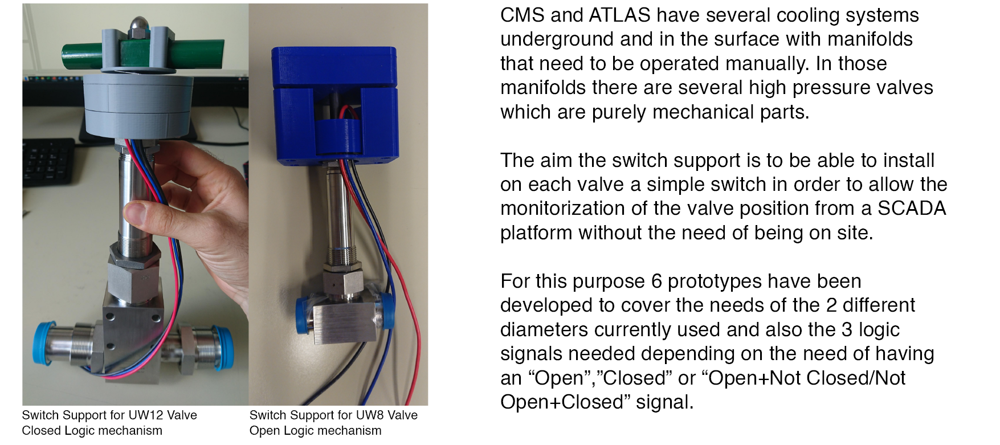 CMS and ATLAS have several cooling systems
underground and in the surface with manifolds
that need to be operated manually. In those
manifolds there are several high pressure valves
which are purely mechanical parts.
The aim the switch support is to be able to install
on each valve a simple switch in order to allow the
monitorization of the valve position from a SCADA
platform without the need of being on site.
For this purpose 6 prototypes have been
developed to cover the needs of the 2 different
diameters currently used and also the 3 logic
signals needed depending on the need of having
an “Open”,”Closed” or “Open+Not Closed/Not
Open+Closed” signal.
Switch Support for UW12 Valve
Closed Logic mechanism
Switch Support for UW8 Valve
Open Logic mechanism